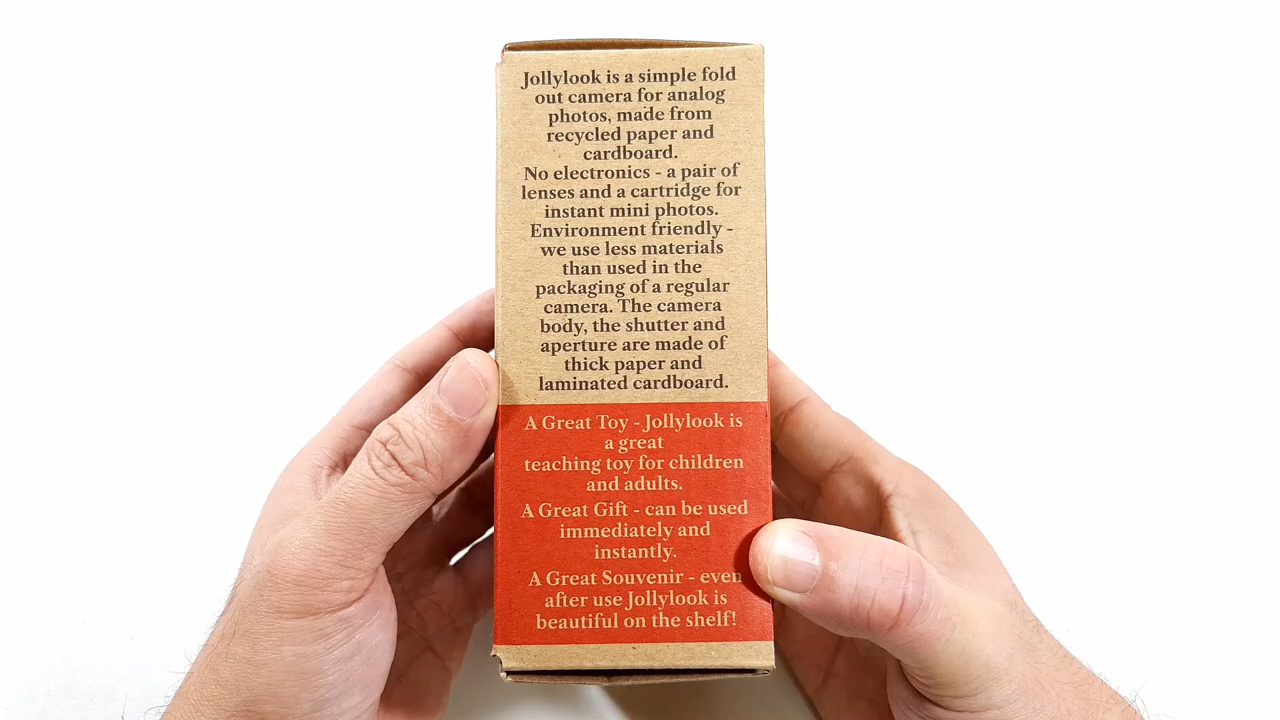 Jollylook is a simple fold
out camera for analog
photos, made from
recycled paper and
cardboard.
No electronics - a pair of
lenses and a cartridge for
instant mini photos.
Environment friendly -
we use less materials
than used in the
packaging of a regular
camera. The camera
body, the shutter and
aperture are made of
thick paper and
laminated cardboard.
A Great Toy - Jollylook is
a great
teaching toy for children
and adults.
A Great Gift - can be used
immediately and
instantly.
A Great Souvenir - even
after use Jollylook is
beautiful on the shelf!